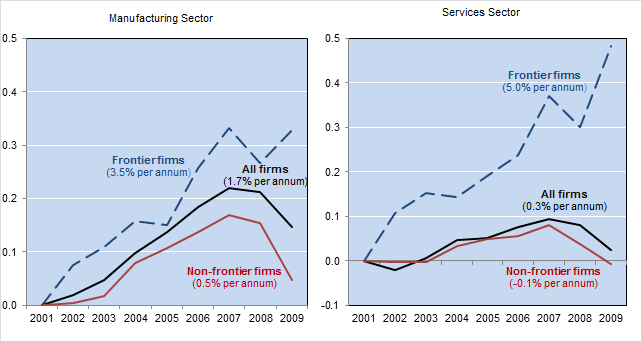 Manufacturing Sector
0.5
0.4
0.3
0.2
0.1
0.0
Frontier firms
(3.5% per annum)
All firms
(1.7% per annum)
Non-frontier firms
(0.5% per annum)
2001 2002 2003 2004 2005 2006 2007 2008 2009
Services Sector
0.5
0.4
0.3
0.2
0.1
0.0
-0.1
Frontier firms
(5.0% per annum)
All firms
(0.3% per annum)
Non-frontier firms
(-0.1% per annum)
2001 2002 2003 2004 2005 2006 2007 2008 2009